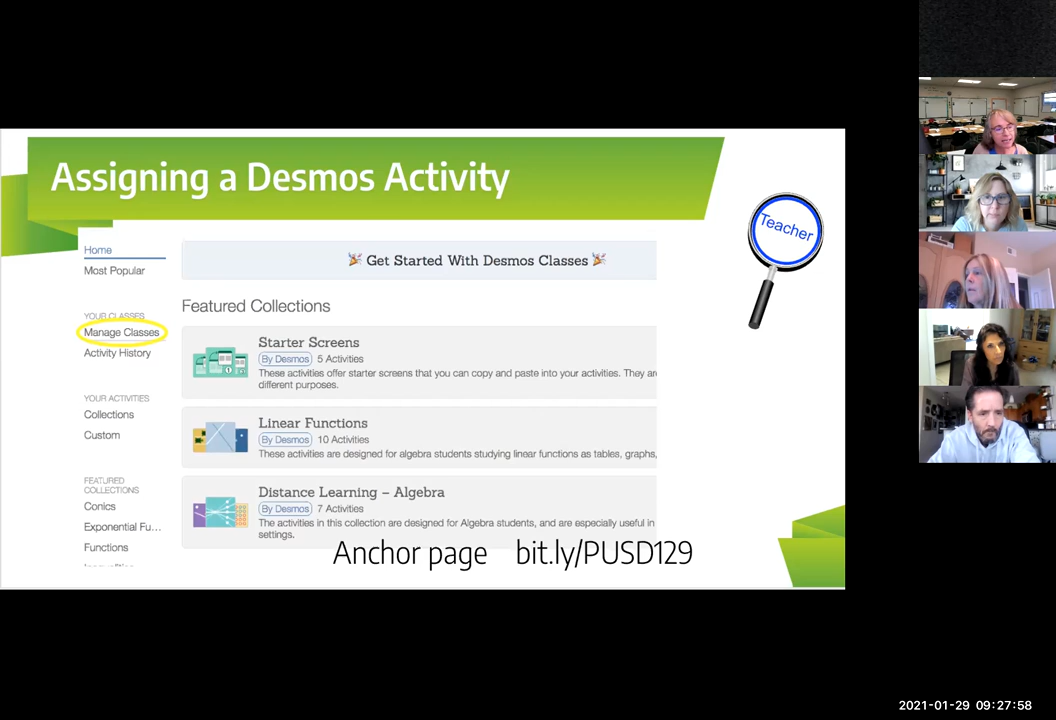 Assigning a Desmos Activity
Teacher
Home
Most Popular
YOUR CLASSES
Manage Classes
Activity History
YOUR ACTIVITIES
Collections
Custom
FEATURED
COLLECTIONS
Conics
Exponential Fu...
Functions
Inequalities
🎉 Get Started With Desmos Classes 🎉
Featured Collections
Starter Screens
By Desmos 5 Activities
These activities offer starter screens that you can copy and paste into your activities. They are
different purposes.
Linear Functions
By Desmos 10 Activities
These activities are designed for algebra students studying linear functions as tables, graphs,
Distance Learning – Algebra
By Desmos 7 Activities
The activities in this collection are designed for Algebra students, and are especially useful in
settings.
Anchor page bit.ly/PUSD129
2021-01-29 09:27:58